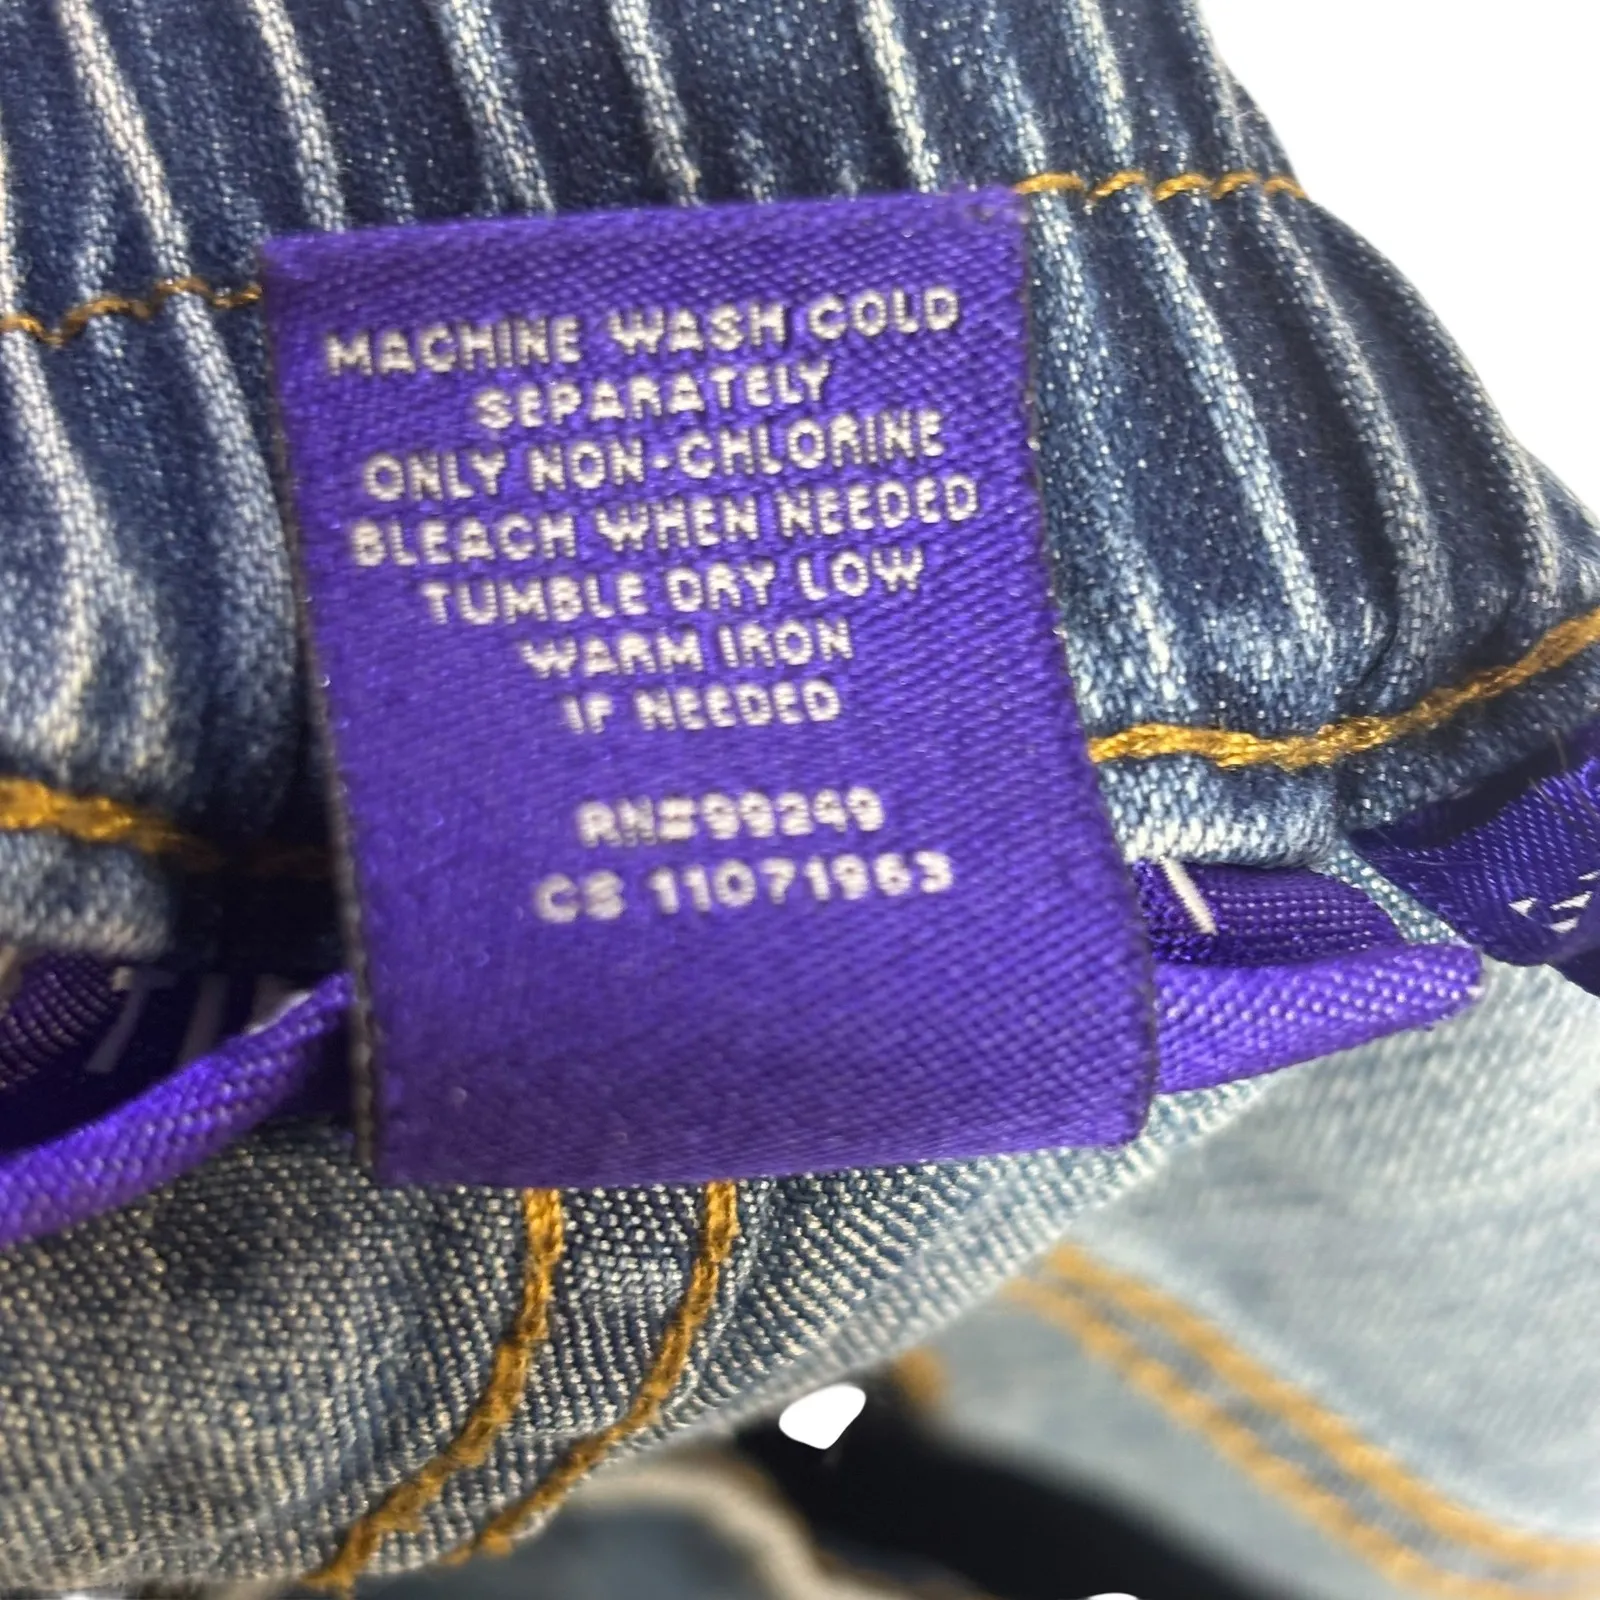 MACHINE WASH COLD
SEPARATELY
ONLY NON-CHLORINE
BLEACH WHEN NEEDED
TUMBLE DRY LOW
WARM IRON
IF NEEDED
RN#99249
CS 11071963